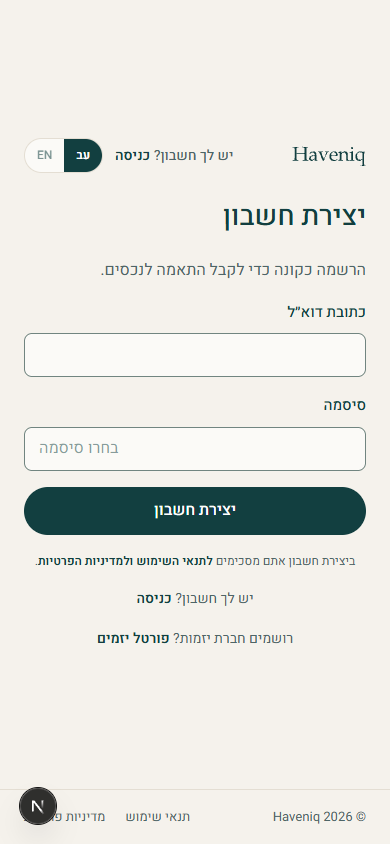 Haveniq
יש לך חשבון? כניסה
עב
EN
יצירת חשבון
הרשמה כקונה כדי לקבל התאמה לנכסים.
כתובת דוא״ל
סיסמה
בחרו סיסמה
יצירת חשבון
ביצירת חשבון אתם מסכימים לתנאי השימוש ולמדיניות הפרטיות.
יש לך חשבון? כניסה
רושמים חברת יזמות? פורטל יזמים
© 2026 Haveniq
תנאי שימוש
מדיניות
N